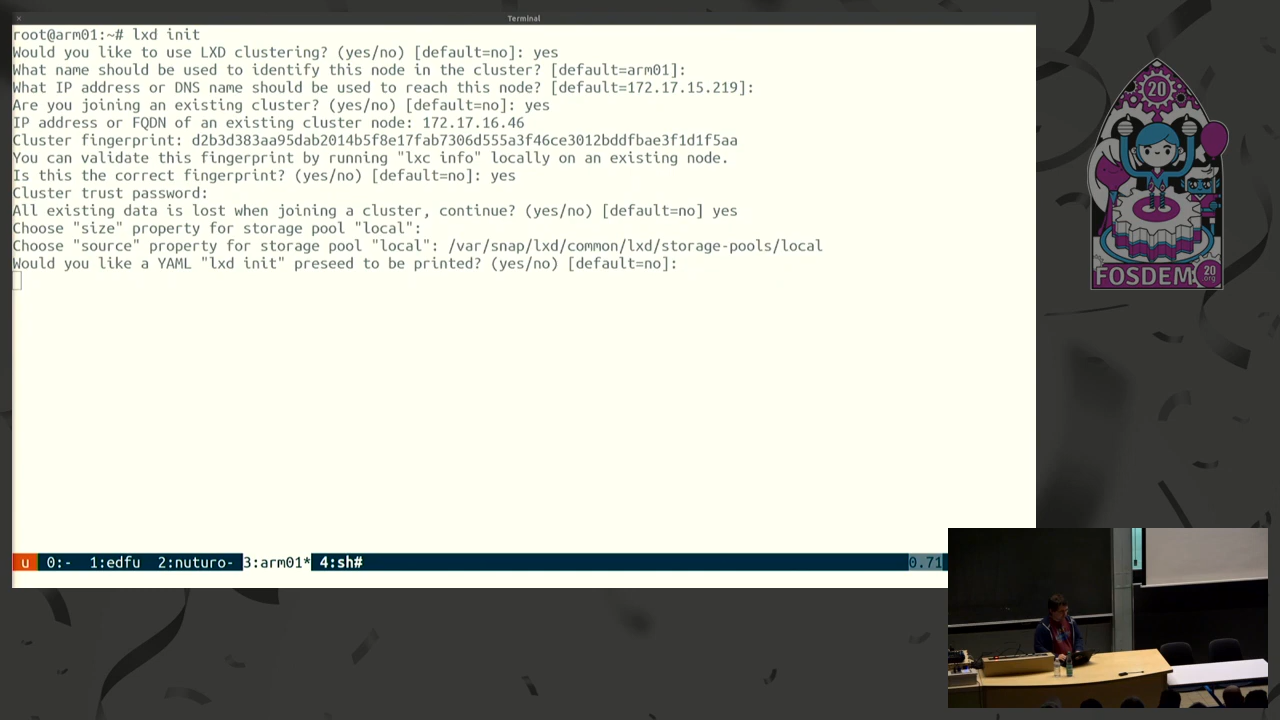 Terminal
root@arm01:~# lxd init
Would you like to use LXD clustering? (yes/no) [default=no]: yes
What name should be used to identify this node in the cluster? [default=arm01]:
What IP address or DNS name should be used to reach this node? [default=172.17.15.219]:
Are you joining an existing cluster? (yes/no) [default=no]: yes
IP address or FQDN of an existing cluster node: 172.17.16.46
Cluster fingerprint: d2b3d383aa95dab2014b5f8e17fab7306d555a3f46ce3012bddfbae3f1d1f5aa
You can validate this fingerprint by running "lxc info" locally on an existing node.
Is this the correct fingerprint? (yes/no) [default=no]: yes
Cluster trust password:
All existing data is lost when joining a cluster, continue? (yes/no) [default=no] yes
Choose "size" property for storage pool "local":
Choose "source" property for storage pool "local": /var/snap/lxd/common/lxd/storage-pools/local
Would you like a YAML "lxd init" preseed to be printed? (yes/no) [default=no]:
u 0:- 1:edfu 2:nuturo- 3:arm01* 4:sh# 0.71
20
FOSDEM 20 .org